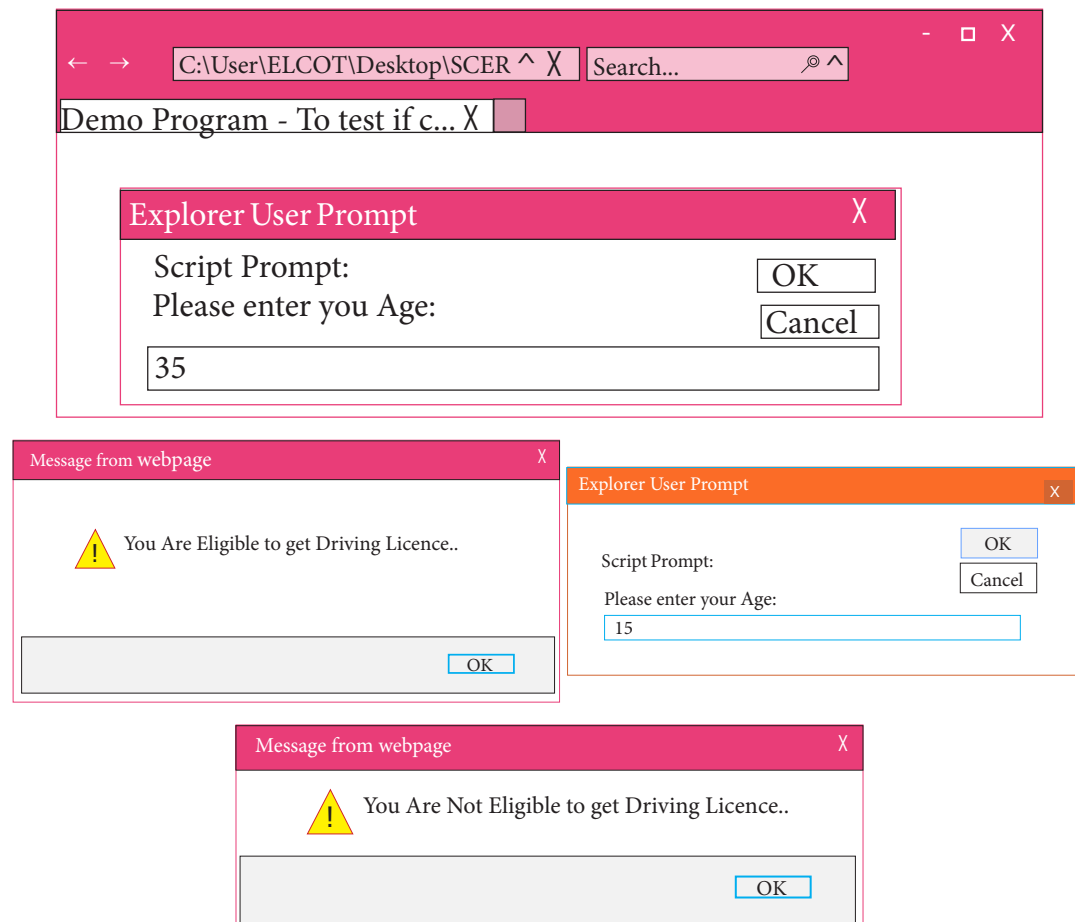 - □ X
← → C:\User\ELCOT\Desktop\SCER ^ X Search... ^
Demo Program - To test if c... X
Explorer User Prompt X
Script Prompt:
OK
Please enter you Age:
Cancel
35
Message from webpage X
! You Are Eligible to get Driving Licence..
OK
Explorer User Prompt X
OK
Script Prompt:
Cancel
Please enter your Age:
15
Message from webpage X
! You Are Not Eligible to get Driving Licence..
OK